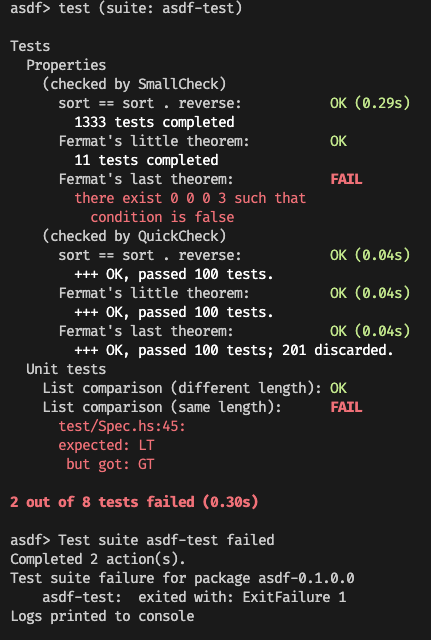 asdf> test (suite: asdf-test)

Tests
  Properties
    (checked by SmallCheck)
      sort == sort . reverse:           OK (0.29s)
        1333 tests completed
      Fermat's little theorem:          OK
        11 tests completed
      Fermat's last theorem:            FAIL
        there exist 0 0 0 3 such that
          condition is false
    (checked by QuickCheck)
      sort == sort . reverse:           OK (0.04s)
        +++ OK, passed 100 tests.
      Fermat's little theorem:          OK (0.04s)
        +++ OK, passed 100 tests.
      Fermat's last theorem:            OK (0.04s)
        +++ OK, passed 100 tests; 201 discarded.
  Unit tests
    List comparison (different length): OK
    List comparison (same length):      FAIL
      test/Spec.hs:45:
      expected: LT
       but got: GT

2 out of 8 tests failed (0.30s)

asdf> Test suite asdf-test failed
Completed 2 action(s).
Test suite failure for package asdf-0.1.0.0
    asdf-test:  exited with: ExitFailure 1
Logs printed to console